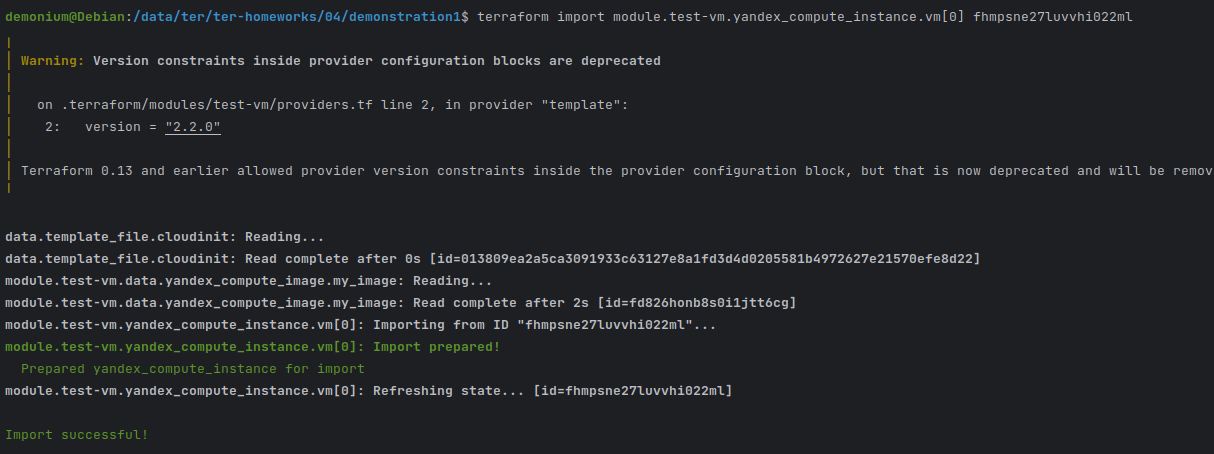 demonium@Debian:/data/ter/ter-homeworks/04/demonstration1$ terraform import module.test-vm.yandex_compute_instance.vm[0] fhmpsne27luvvhi022ml
Warning: Version constraints inside provider configuration blocks are deprecated
on .terraform/modules/test-vm/providers.tf line 2, in provider "template":
2:   version = "2.2.0"
Terraform 0.13 and earlier allowed provider version constraints inside the provider configuration block, but that is now deprecated and will be remov
data.template_file.cloudinit: Reading...
data.template_file.cloudinit: Read complete after 0s [id=013809ea2a5ca3091933c63127e8a1fd3d4d0205581b4972627e21570efe8d22]
module.test-vm.data.yandex_compute_image.my_image: Reading...
module.test-vm.data.yandex_compute_image.my_image: Read complete after 2s [id=fd826honb8s0i1jtt6cg]
module.test-vm.yandex_compute_instance.vm[0]: Importing from ID "fhmpsne27luvvhi022ml"...
module.test-vm.yandex_compute_instance.vm[0]: Import prepared!
Prepared yandex_compute_instance for import
module.test-vm.yandex_compute_instance.vm[0]: Refreshing state... [id=fhmpsne27luvvhi022ml]
Import successful!